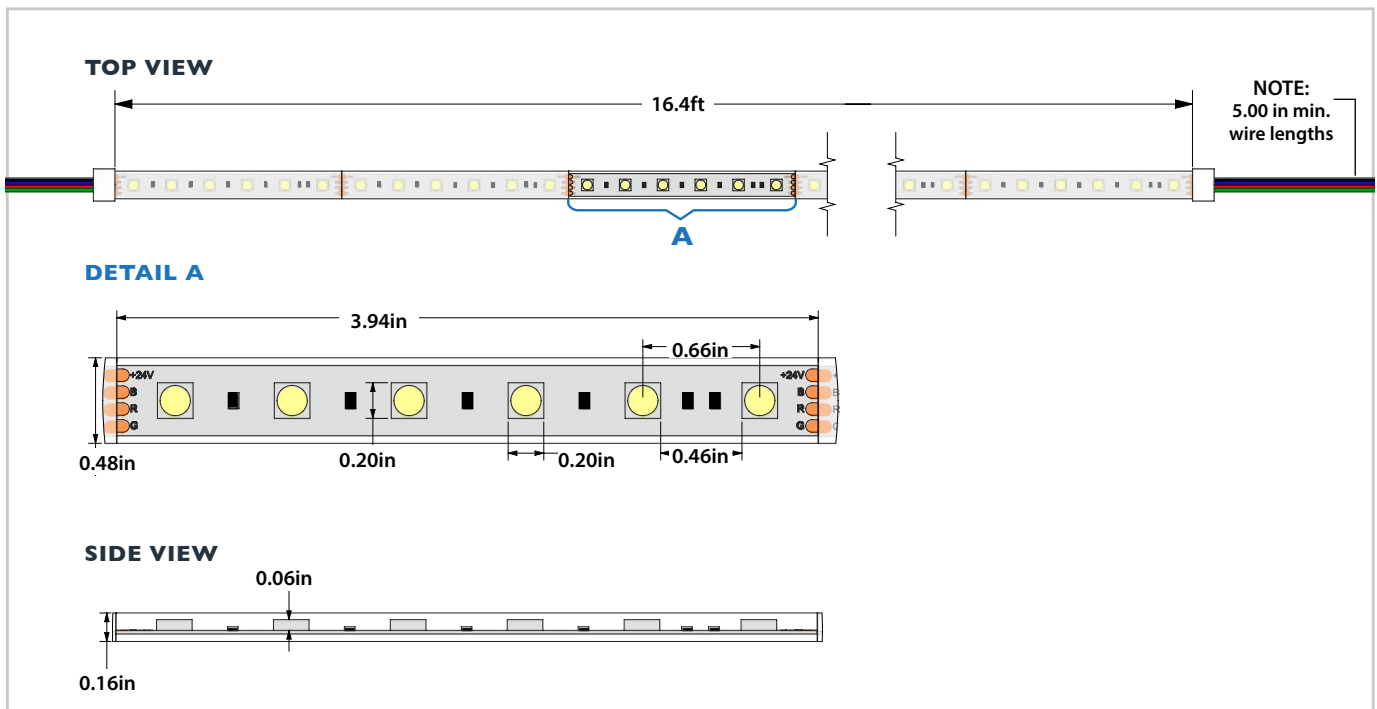 TOP VIEW
16.4ft
NOTE:
5.00 in min.
wire lengths
A
DETAIL A
3.94in
0.66in
+24V
B
R
G
+24V
B
R
G
0.48in
0.20in
0.20in
0.46in
SIDE VIEW
0.06in
0.16in